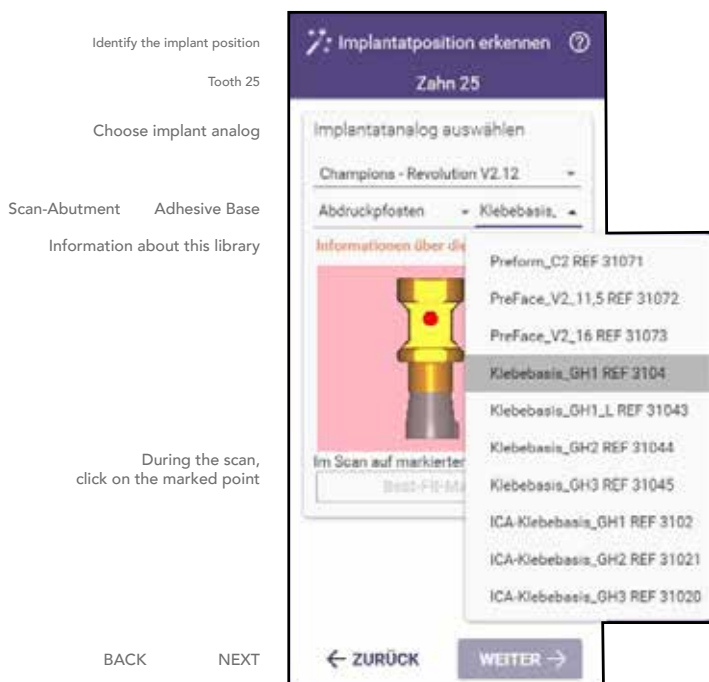 Identify the implant position
Implantatposition erkennen
Tooth 25
Zahn 25
Choose implant analog
Implantatanalog auswählen
Champions - Revolution V2.12
Scan-Abutment Adhesive Base
Abdruckpfosten Klebebasis,
Information about this library
Informationen über die
Preform_C2 REF 31071
PreFace_V2_11,5 REF 31072
PreFace_V2_16 REF 31073
Klebebasis_GH1 REF 3104
Klebebasis_GH1_L REF 31043
Klebebasis_GH2 REF 31044
Klebebasis_GH3 REF 31045
ICA-Klebebasis_GH1 REF 3102
ICA-Klebebasis_GH2 REF 31021
ICA-Klebebasis_GH3 REF 31020
During the scan,
click on the marked point
Im Scan auf markierter
Best-Fit-Ma
BACK NEXT
← ZURÜCK WEITER →